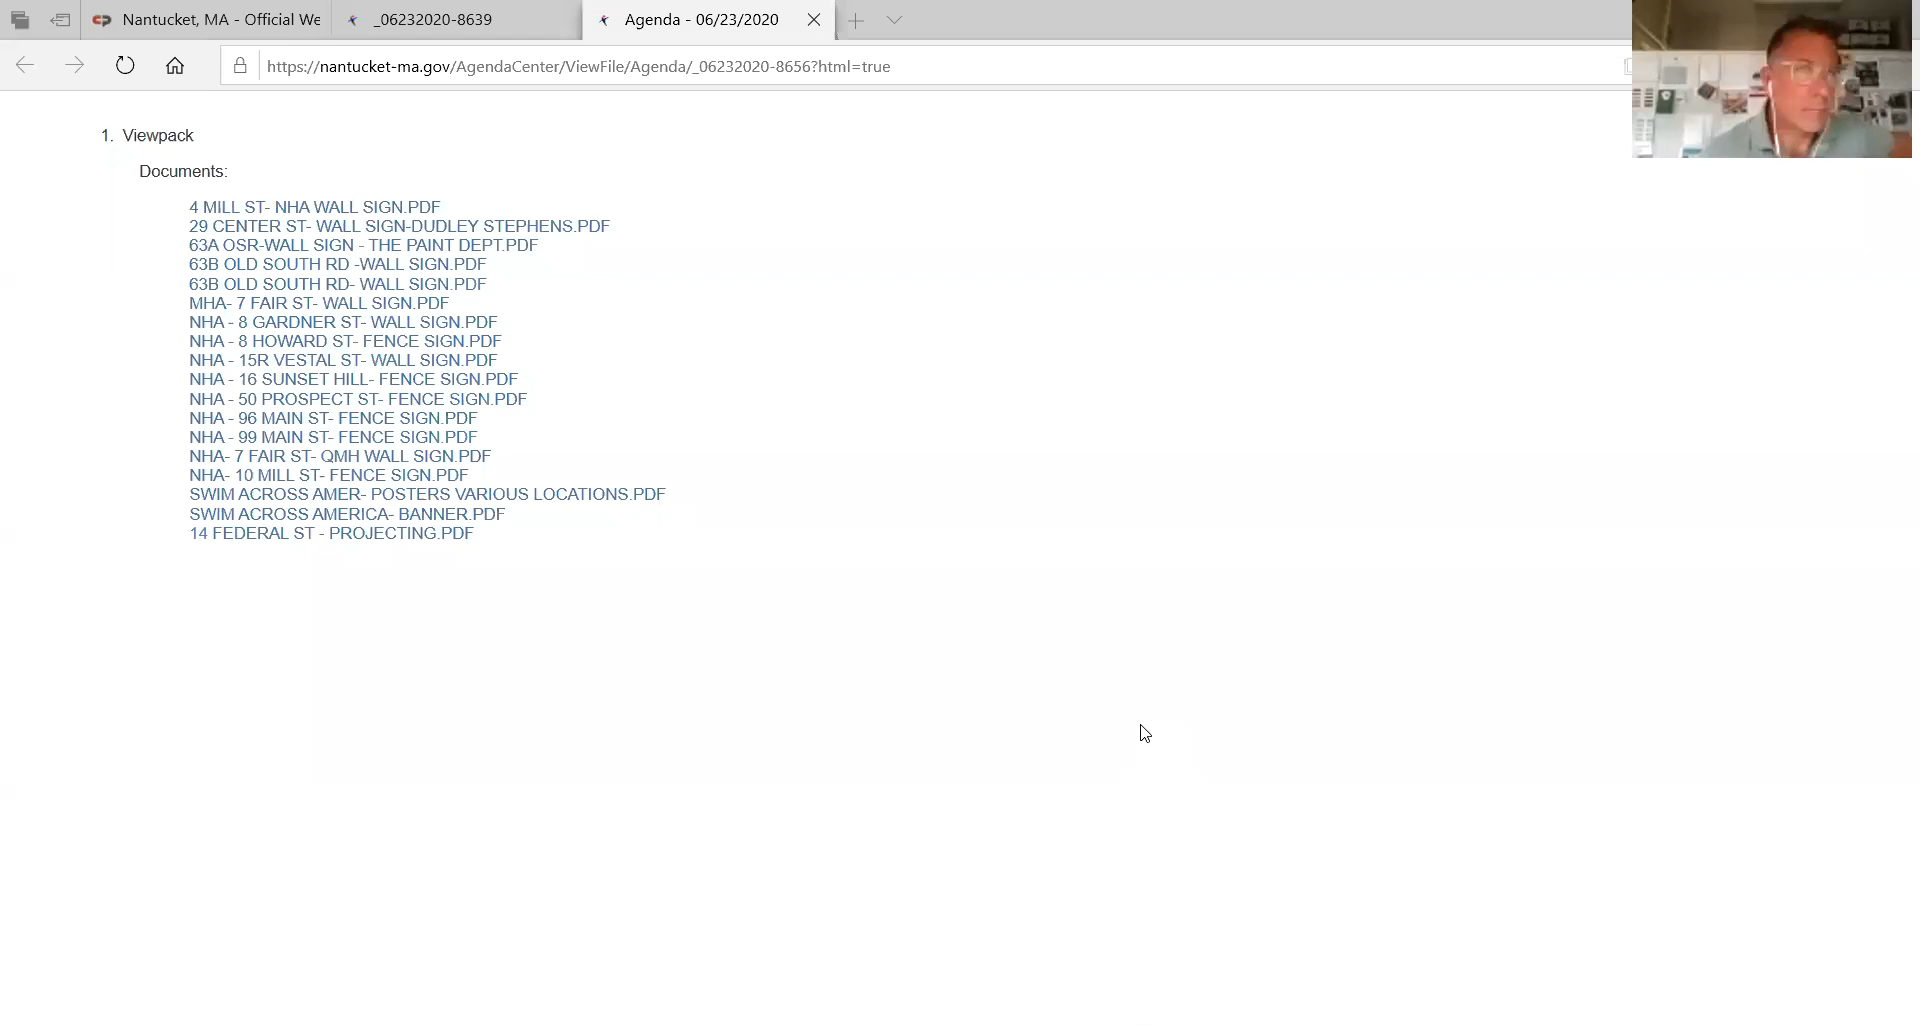 Nantucket, MA - Official We
_06232020-8639
Agenda - 06/23/2020
https://nantucket-ma.gov/AgendaCenter/ViewFile/Agenda/_06232020-8656?html=true
1. Viewpack
Documents:
4 MILL ST- NHA WALL SIGN.PDF
29 CENTER ST- WALL SIGN-DUDLEY STEPHENS.PDF
63A OSR-WALL SIGN - THE PAINT DEPT.PDF
63B OLD SOUTH RD -WALL SIGN.PDF
63B OLD SOUTH RD- WALL SIGN.PDF
MHA- 7 FAIR ST- WALL SIGN.PDF
NHA - 8 GARDNER ST- WALL SIGN.PDF
NHA - 8 HOWARD ST- FENCE SIGN.PDF
NHA - 15R VESTAL ST- WALL SIGN.PDF
NHA - 16 SUNSET HILL- FENCE SIGN.PDF
NHA - 50 PROSPECT ST- FENCE SIGN.PDF
NHA - 96 MAIN ST- FENCE SIGN.PDF
NHA - 99 MAIN ST- FENCE SIGN.PDF
NHA- 7 FAIR ST- QMH WALL SIGN.PDF
NHA- 10 MILL ST- FENCE SIGN.PDF
SWIM ACROSS AMER- POSTERS VARIOUS LOCATIONS.PDF
SWIM ACROSS AMERICA- BANNER.PDF
14 FEDERAL ST - PROJECTING.PDF